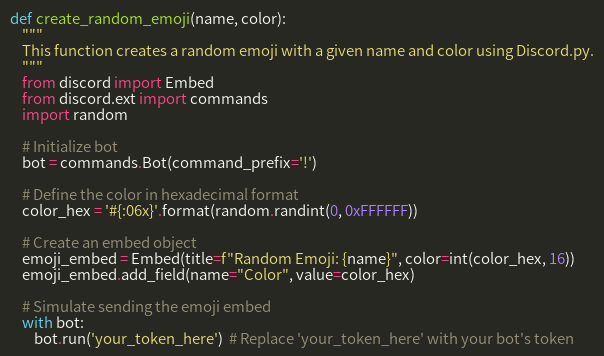 def create_random_emoji(name, color):
    """
    This function creates a random emoji with a given name and color using Discord.py.
    """
    from discord import Embed
    from discord.ext import commands
    import random

    # Initialize bot
    bot = commands.Bot(command_prefix='!')

    # Define the color in hexadecimal format
    color_hex = '#{:06x}'.format(random.randint(0, 0xFFFFFF))

    # Create an embed object
    emoji_embed = Embed(title=f"Random Emoji: {name}", color=int(color_hex, 16))
    emoji_embed.add_field(name="Color", value=color_hex)

    # Simulate sending the emoji embed
    with bot:
        bot.run('your_token_here')  # Replace 'your_token_here' with your bot's token